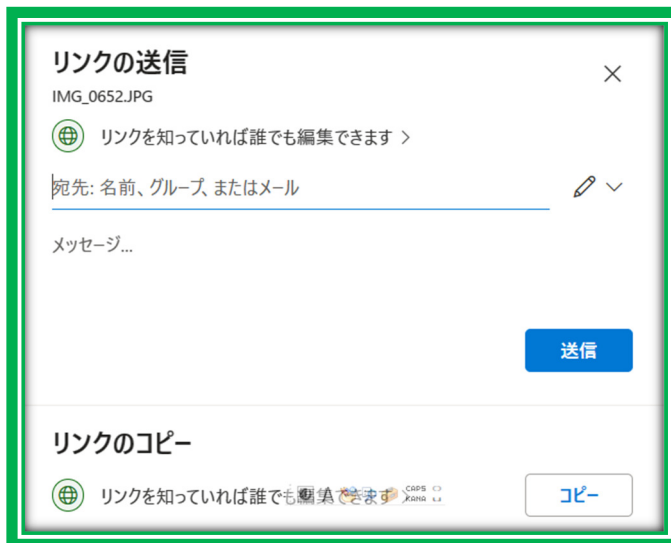 リンクの送信
IMG_0652.JPG
リンクを知っていれば誰でも編集できます >
宛先: 名前、グループ、またはメール
メッセージ...
送信
リンクのコピー
リンクを知っていれば誰でも編集できます
A
CAPS
KANA
コピー